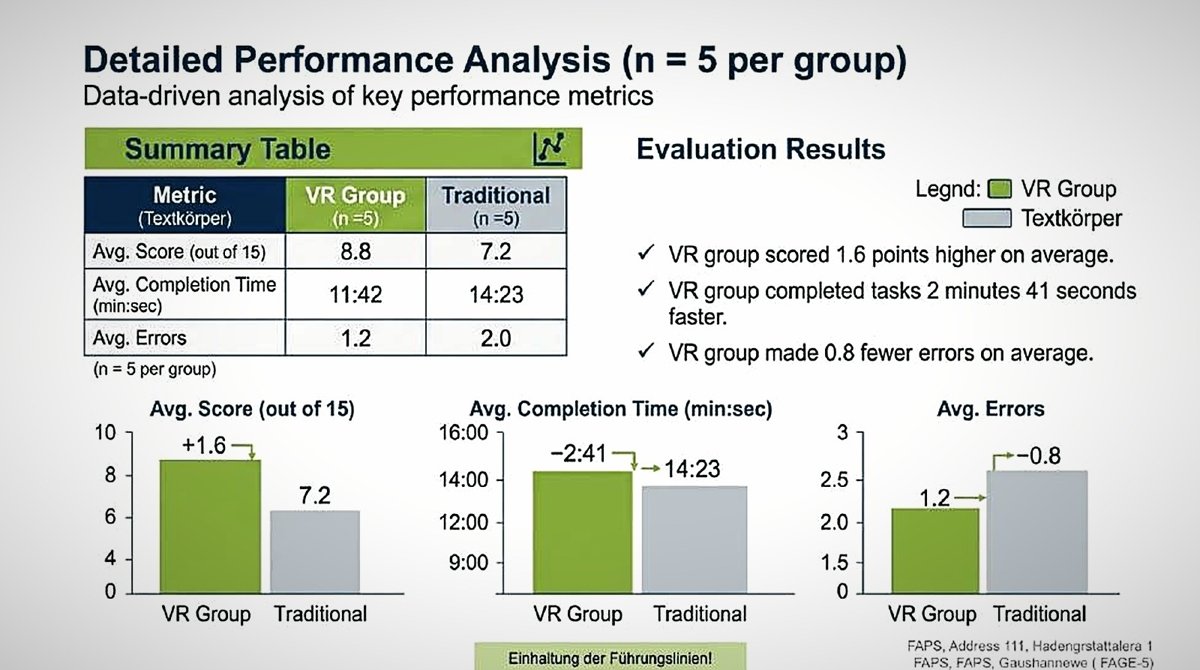 Detailed Performance Analysis (n = 5 per group)
Data-driven analysis of key performance metrics
Summary Table
Metric
(Textkörper)
VR Group
(n =5)
Traditional
(n =5)
Avg. Score (out of 15)
8.8
7.2
Avg. Completion Time
(min:sec)
11:42
14:23
Avg. Errors
1.2
2.0
(n = 5 per group)
Evaluation Results
Legnd: VR Group
Textkörper
✓ VR group scored 1.6 points higher on average.
✓ VR group completed tasks 2 minutes 41 seconds
faster.
✓ VR group made 0.8 fewer errors on average.
Avg. Score (out of 15)
10
8
6
4
0
+1.6
7.2
VR Group
Traditional
Avg. Completion Time (min:sec)
16:00
14:00
12:00
9:00
−2:41
14:23
VR Group
Traditional
Avg. Errors
3
2.5
2.0
1.5
0
1.2
−0.8
VR Group
Traditional
Einhaltung der Führungslinien!
FAPS, Address 111, Hadengrstattalera 1
FAPS, FAPS, Gaushannewe ( FAGE-5)